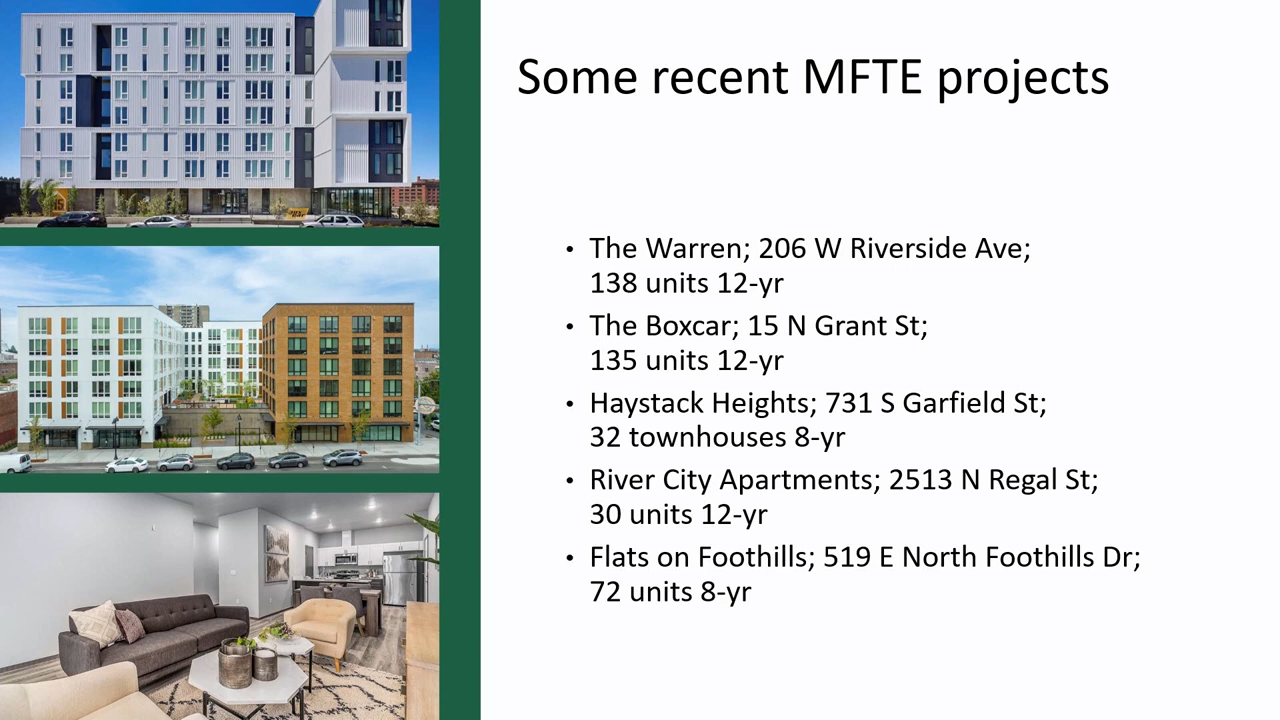 Some recent MFTE projects
• The Warren; 206 W Riverside Ave;
138 units 12-yr
• The Boxcar; 15 N Grant St;
135 units 12-yr
• Haystack Heights; 731 S Garfield St;
32 townhouses 8-yr
• River City Apartments; 2513 N Regal St;
30 units 12-yr
• Flats on Foothills; 519 E North Foothills Dr;
72 units 8-yr